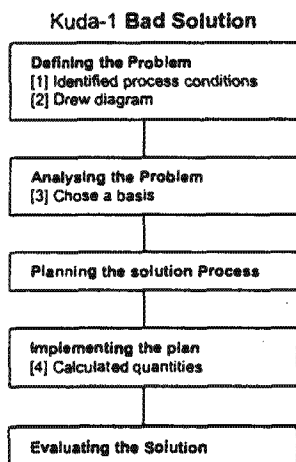 Kuda-1 Bad Solution
Defining the Problem
[1] Identified process conditions
[2] Drew diagram
Analysing the Problem
[3] Chose a basis
Planning the solution Process
Implementing the plan
[4] Calculated quantities
Evaluating the Solution